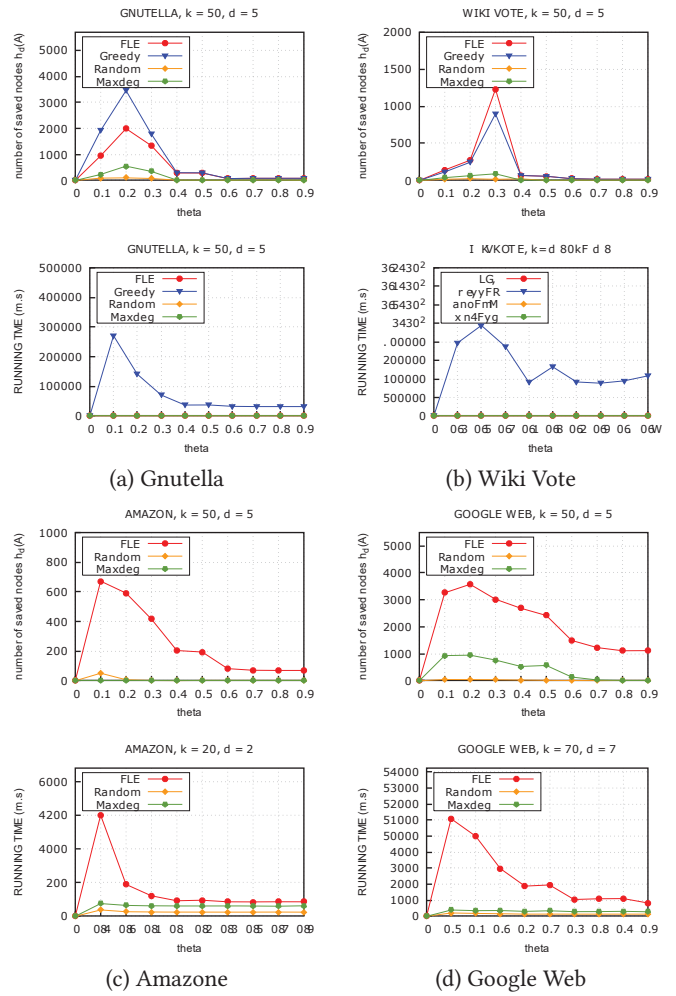 GNUTELLA, k = 50, d = 5
number of saved nodes h_d(A)
5000
4000
3000
2000
1000
0
FLE
Greedy
Random
Maxdeg
0 0.1 0.2 0.3 0.4 0.5 0.6 0.7 0.8 0.9
theta
WIKI VOTE, k = 50, d = 5
number of saved nodes h_d(A)
2000
1500
1000
500
0
FLE
Greedy
Random
Maxdeg
0 0.1 0.2 0.3 0.4 0.5 0.6 0.7 0.8 0.9
theta
GNUTELLA, k = 50, d = 5
RUNNING TIME (m.s)
500000
400000
300000
200000
100000
0
FLE
Greedy
Random
Maxdeg
0 0.1 0.2 0.3 0.4 0.5 0.6 0.7 0.8 0.9
theta
RUNNING TIME (m.s)
.00000
100000
500000
0
theta
(a) Gnutella
(b) Wiki Vote
AMAZON, k = 50, d = 5
number of saved nodes h_d(A)
1000
800
600
400
200
0
FLE
Random
Maxdeg
0 0.1 0.2 0.3 0.4 0.5 0.6 0.7 0.8 0.9
theta
GOOGLE WEB, k = 50, d = 5
number of saved nodes h_d(A)
5000
4000
3000
2000
1000
0
FLE
Random
Maxdeg
0 0.1 0.2 0.3 0.4 0.5 0.6 0.7 0.8 0.9
theta
AMAZON, k = 20, d = 2
RUNNING TIME (m.s)
6000
4200
4000
200
0
FLE
Random
Maxdeg
theta
GOOGLE WEB, k = 70, d = 7
RUNNING TIME (m.s)
54000
52000
53000
51000
50000
4000
3000
2000
1000
0
FLE
Random
Maxdeg
0 0.5 0.1 0.6 0.2 0.7 0.3 0.8 0.4 0.9
theta
(c) Amazone
(d) Google Web